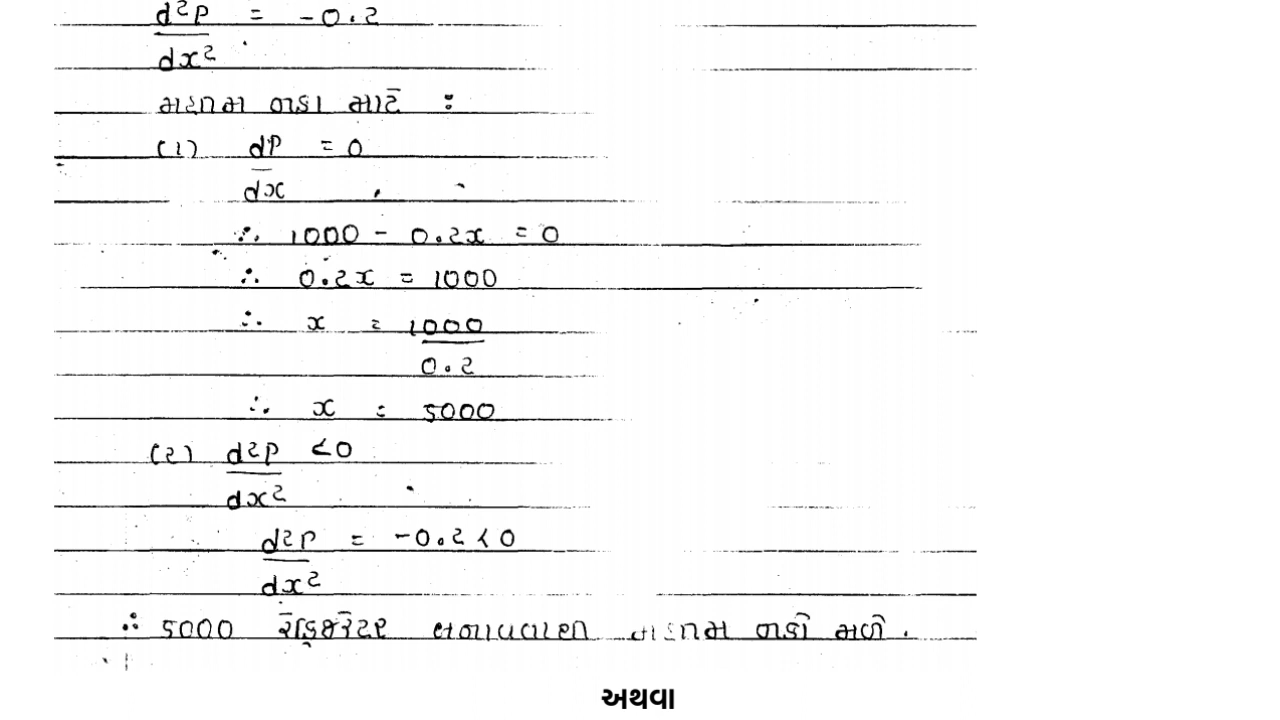 d²p = -0.2
dx²
મહત્તમ નફા માટે :
(1) dp = 0
dx
∴ 1000 - 0.2x = 0
∴ 0.2x = 1000
∴ x = 1000
0.2
∴ x = 5000
(2) d²p < 0
dx²
d²p = -0.2 < 0
dx²
∴ 5000 રેફ્રિજરેટર બનાવવાથી મહત્તમ નફો મળે.
અથવા